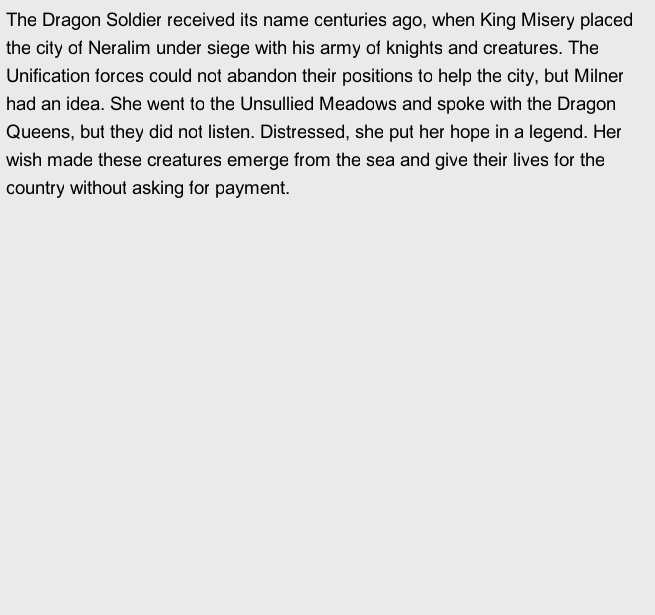 The Dragon Soldier received its name centuries ago, when King Misery placed
the city of Neralim under siege with his army of knights and creatures. The
Unification forces could not abandon their positions to help the city, but Milner
had an idea. She went to the Unsullied Meadows and spoke with the Dragon
Queens, but they did not listen. Distressed, she put her hope in a legend. Her
wish made these creatures emerge from the sea and give their lives for the
country without asking for payment.